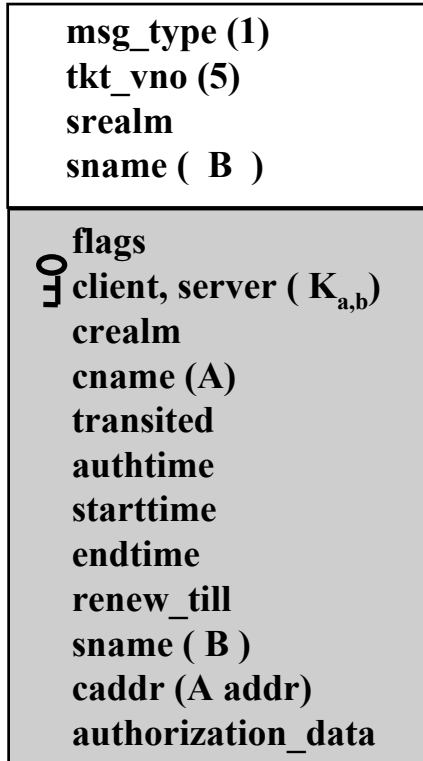 msg_type (1)
tkt_vno (5)
srealm
sname ( B )
flags
client, server ( Ka,b)
crealm
cname (A)
transited
authtime
starttime
endtime
renew_till
sname ( B )
caddr (A addr)
authorization_data